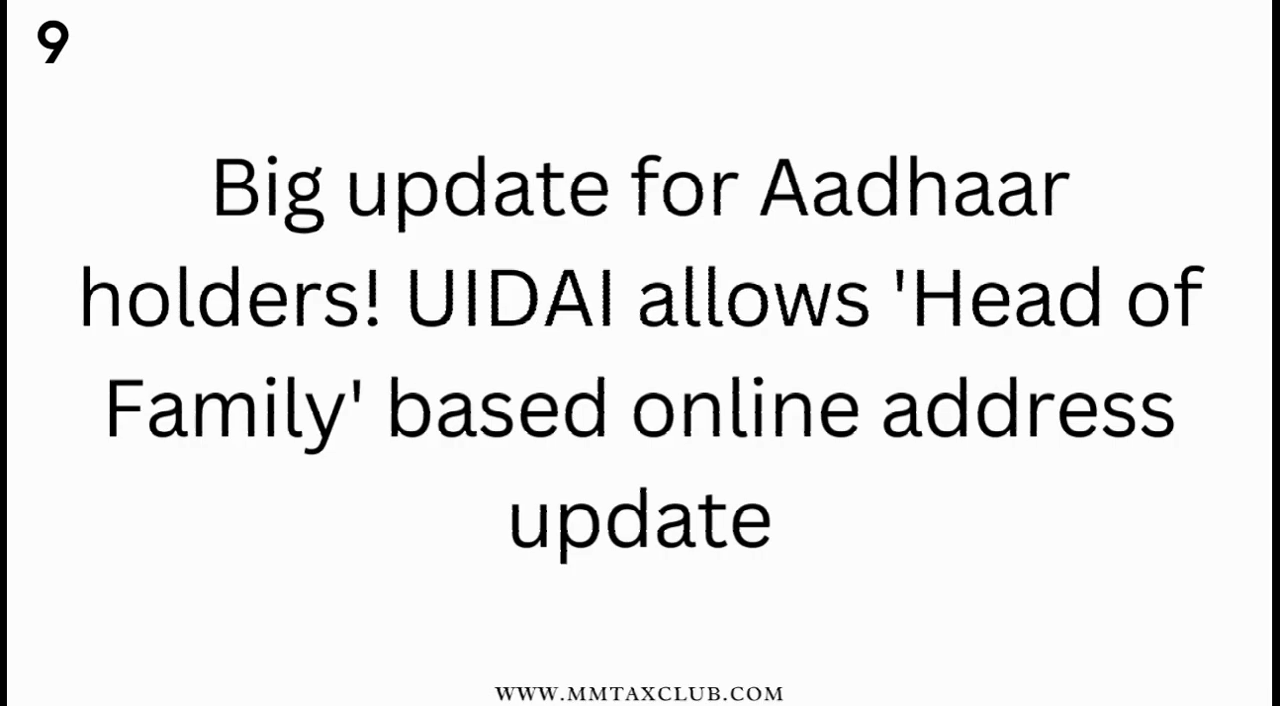 9
Big update for Aadhaar
holders! UIDAI allows 'Head of
Family' based online address
update
WWW.MMTAXCLUB.COM